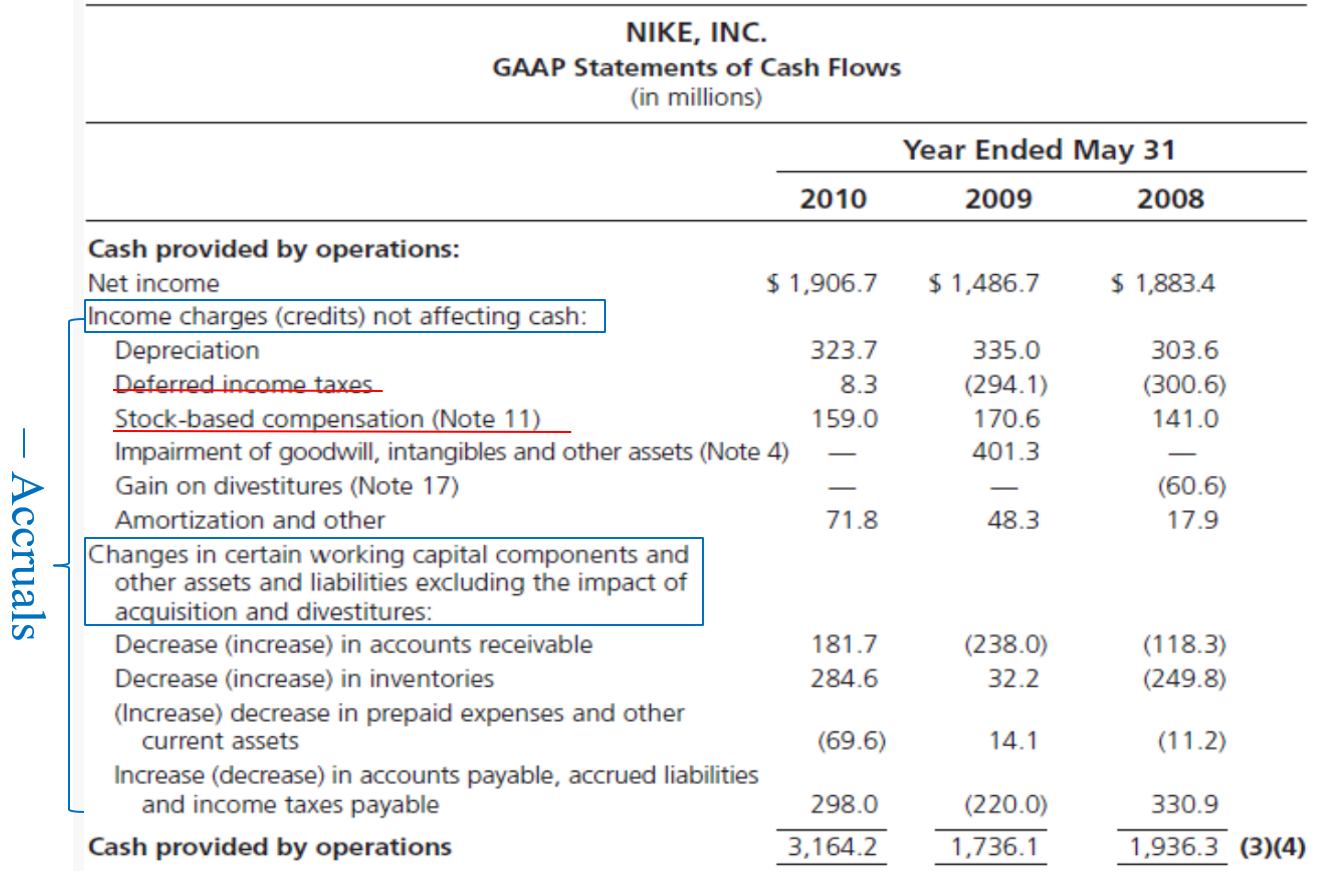 NIKE, INC.
GAAP Statements of Cash Flows
(in millions)
Year Ended May 31
2010 2009 2008
Cash provided by operations:
Net income $ 1,906.7 $ 1,486.7 $ 1,883.4
Income charges (credits) not affecting cash:
Depreciation 323.7 335.0 303.6
Deferred income taxes 8.3 (294.1) (300.6)
Stock-based compensation (Note 11) 159.0 170.6 141.0
Impairment of goodwill, intangibles and other assets (Note 4) — 401.3 —
Gain on divestitures (Note 17) — — (60.6)
Amortization and other 71.8 48.3 17.9
Changes in certain working capital components and
other assets and liabilities excluding the impact of
acquisition and divestitures:
Decrease (increase) in accounts receivable 181.7 (238.0) (118.3)
Decrease (increase) in inventories 284.6 32.2 (249.8)
(Increase) decrease in prepaid expenses and other
current assets (69.6) 14.1 (11.2)
Increase (decrease) in accounts payable, accrued liabilities
and income taxes payable 298.0 (220.0) 330.9
Cash provided by operations 3,164.2 1,736.1 1,936.3 (3)(4)
— Accruals